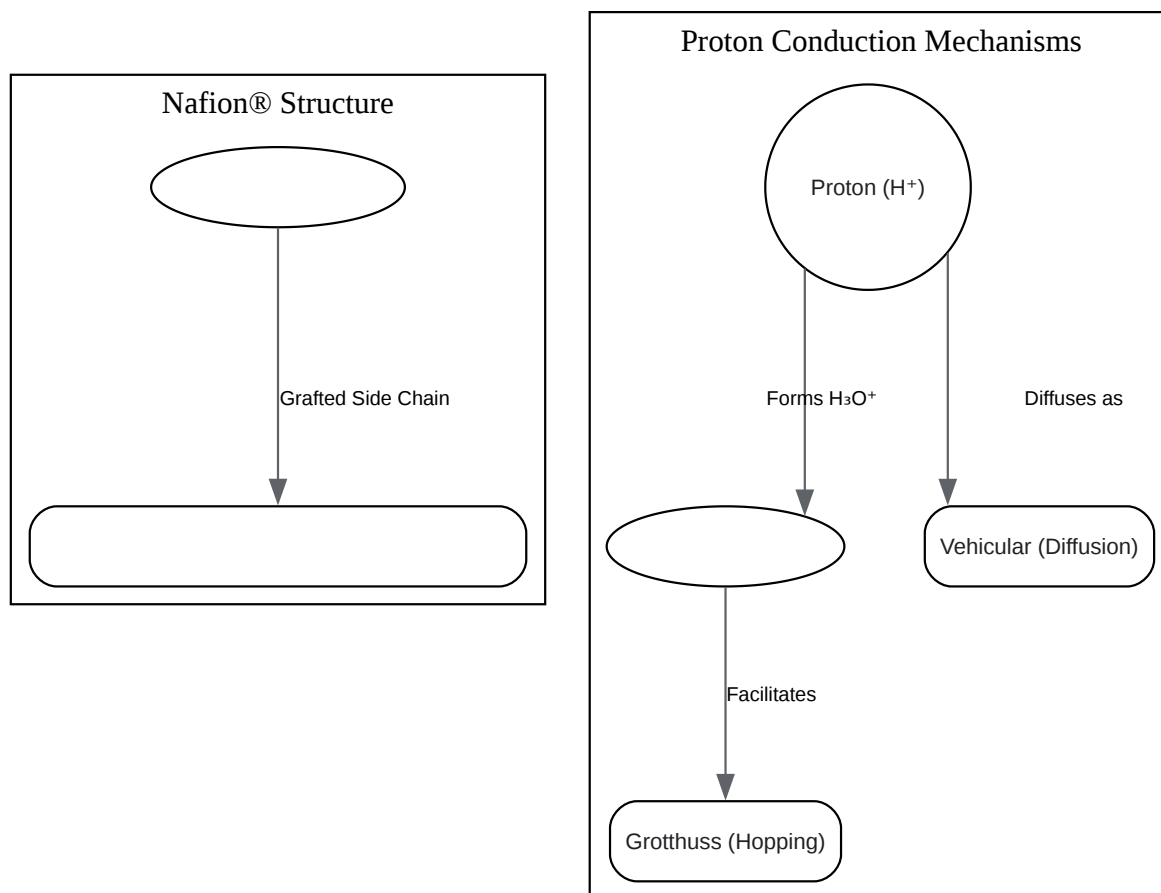 Nafion® Structure
Grafted Side Chain
Proton Conduction Mechanisms
Proton (H⁺)
Forms H₃O⁺
Diffuses as
Vehicular (Diffusion)
Facilitates
Grotthuss (Hopping)